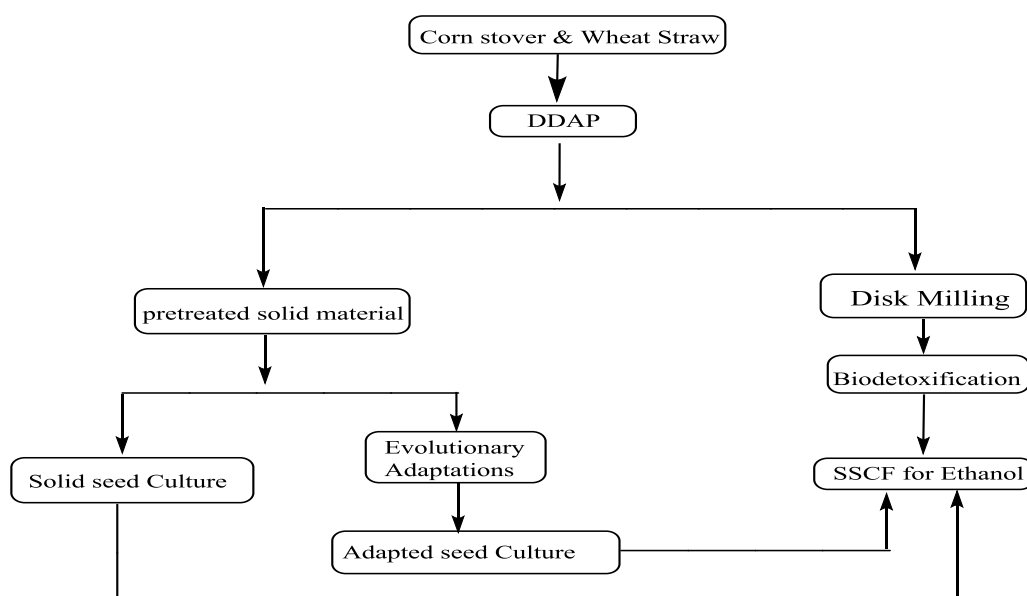 Corn stover & Wheat Straw
DDAP
pretreated solid material
Disk Milling
Biodetoxification
Evolutionary
Adaptations
Solid seed Culture
SSCF for Ethanol
Adapted seed Culture